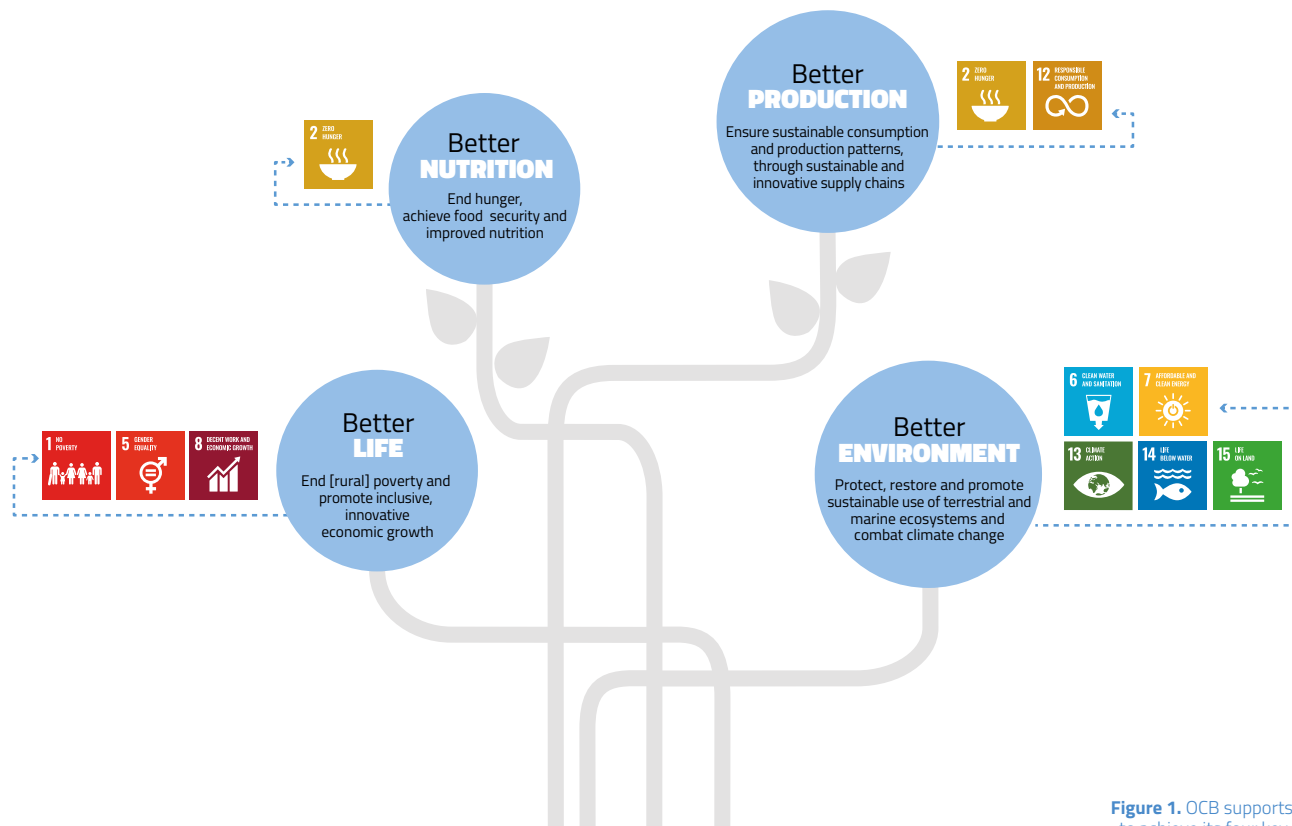 Better
PRODUCTION
Ensure sustainable consumption
and production patterns,
through sustainable and
innovative supply chains
2 ZERO
HUNGER
12 RESPONSIBLE
CONSUMPTION
AND PRODUCTION
2 ZERO
HUNGER
Better
NUTRITION
End hunger,
achieve food security and
improved nutrition
1 NO
POVERTY
5 GENDER
EQUALITY
8 DECENT WORK AND
ECONOMIC GROWTH
Better
LIFE
End [rural] poverty and
promote inclusive,
innovative
economic growth
Better
ENVIRONMENT
Protect, restore and promote
sustainable use of terrestrial and
marine ecosystems and
combat climate change
6 CLEAN WATER
AND SANITATION
7 AFFORDABLE AND
CLEAN ENERGY
13 CLIMATE
ACTION
14 LIFE
BELOW WATER
15 LIFE
ON LAND
Figure 1. OCB supports
to achieve its four key